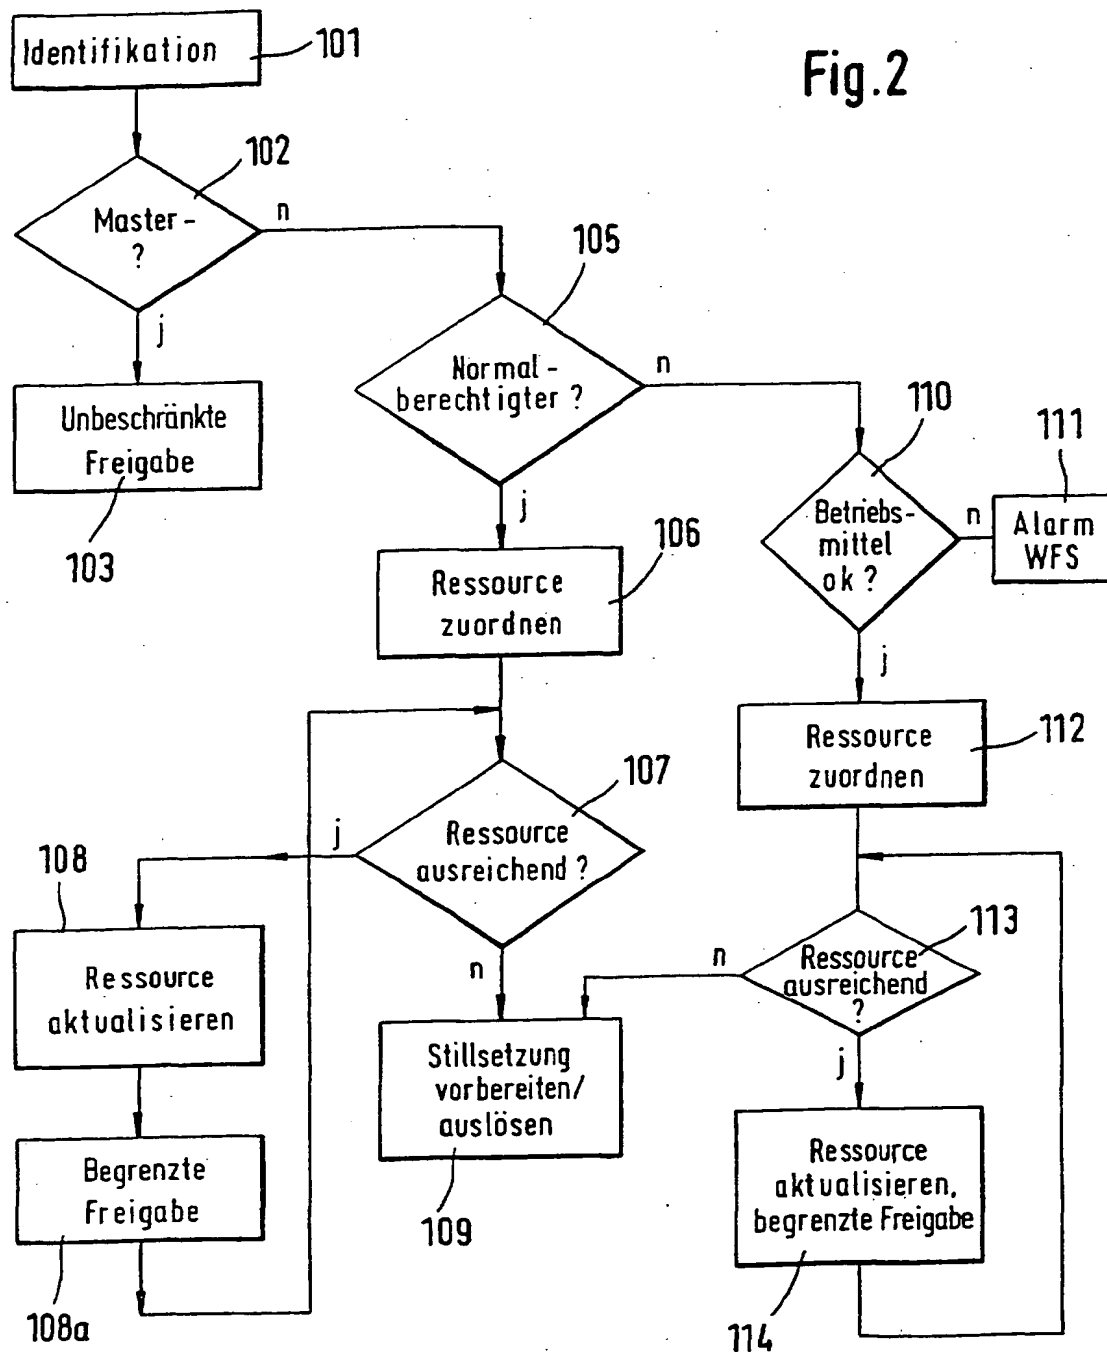 Identifikation
101
Fig.2
102
Master-
?
n
j
Unbeschränkte
Freigabe
103
105
Normal-
berechtigter ?
n
j
110
Betriebs-
mittel
ok ?
n
111
Alarm
WFS
j
106
Ressource
zuordnen
Ressource
zuordnen
112
107
Ressource
ausreichend ?
j
n
108
Ressource
aktualisieren
Begrenzte
Freigabe
108a
Stillsetzung
vorbereiten/
auslösen
109
113
Ressource
ausreichend
?
n
j
Ressource
aktualisieren,
begrenzte Freigabe
114